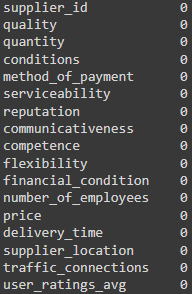 supplier_id 0
quality 0
quantity 0
conditions 0
method_of_payment 0
serviceability 0
reputation 0
communicativeness 0
competence 0
flexibility 0
financial_condition 0
number_of_employees 0
price 0
delivery_time 0
supplier_location 0
traffic_connections 0
user_ratings_avg 0